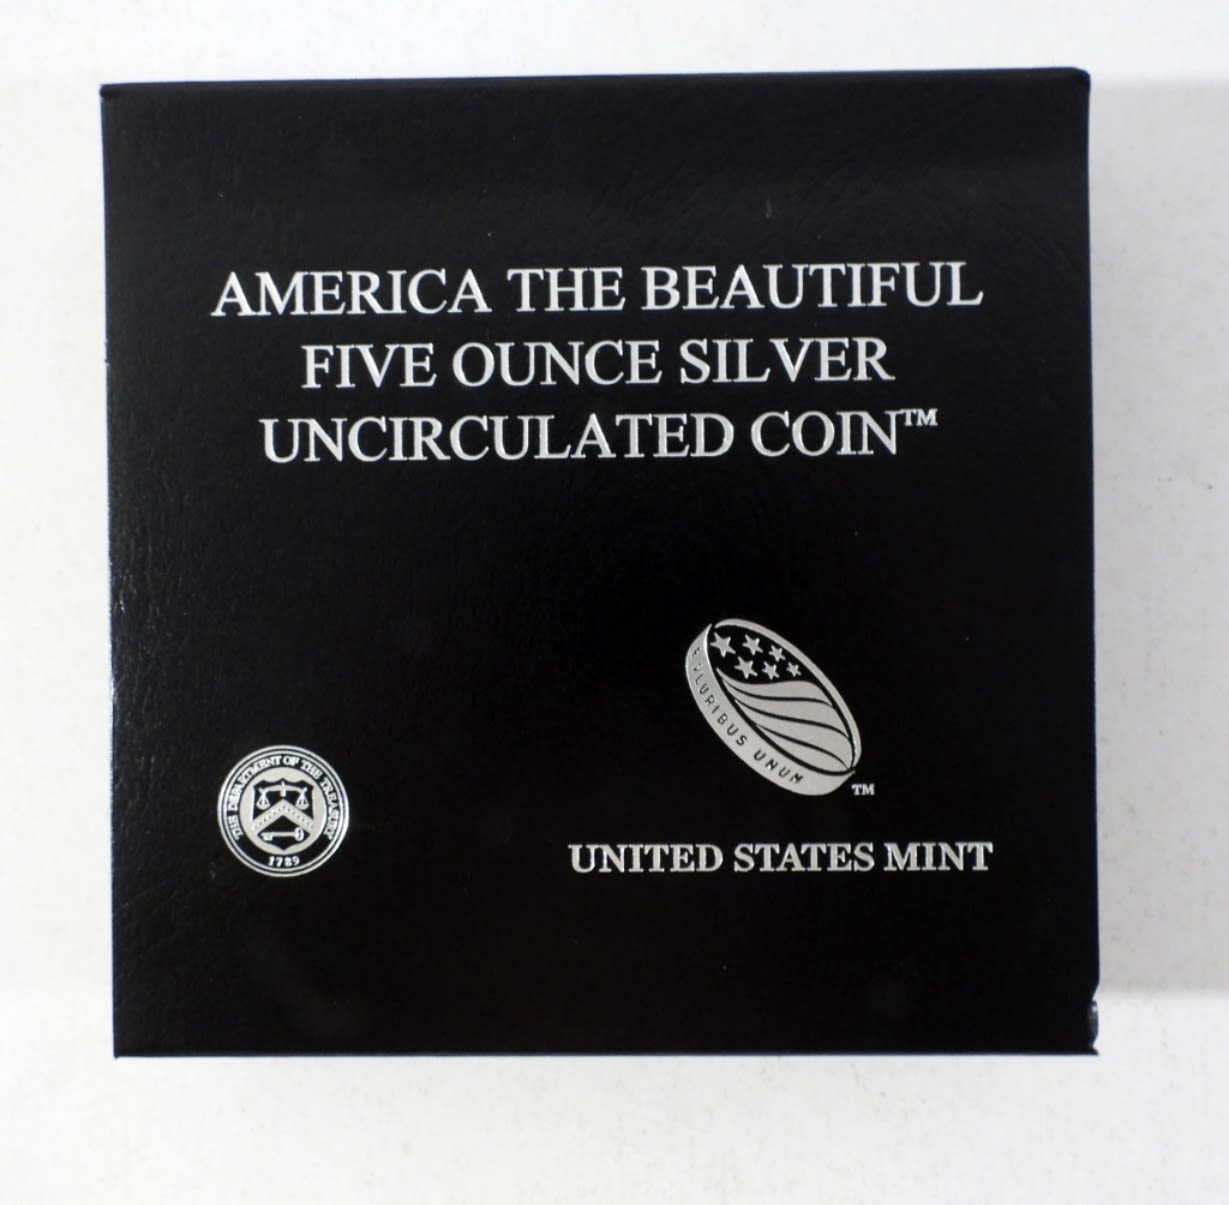 AMERICA THE BEAUTIFUL
FIVE OUNCE SILVER
UNCIRCULATED COIN™
E PLURIBUS UNUM
TM
THE DEPARTMENT OF THE TREASURY
1789
UNITED STATES MINT